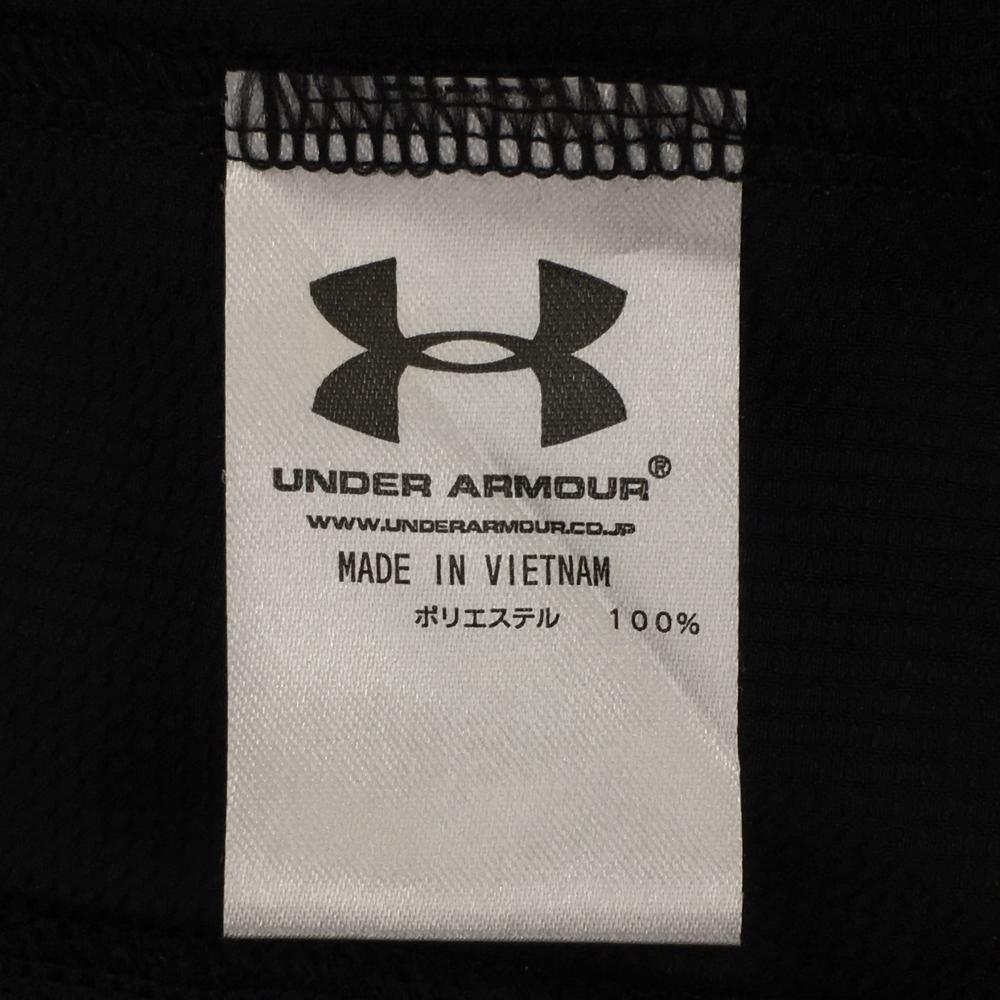 UNDER ARMOUR®
WWW.UNDERARMOUR.CO.JP
MADE IN VIETNAM
ポリエステル 100%